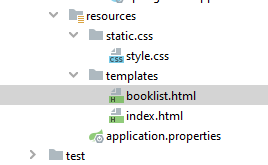 resources
static.css
style.css
templates
booklist.html
index.html
application.properties
test